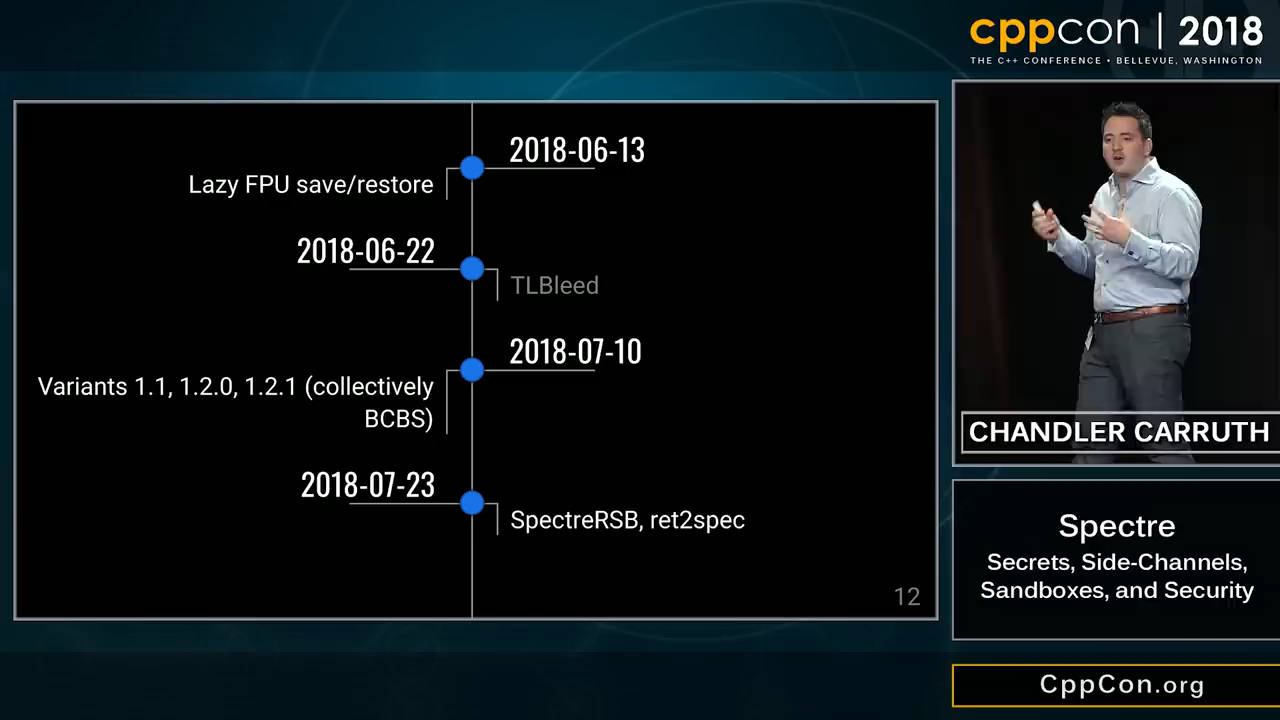 cppcon | 2018
THE C++ CONFERENCE • BELLEVUE, WASHINGTON
2018-06-13
Lazy FPU save/restore
2018-06-22
TLBleed
2018-07-10
Variants 1.1, 1.2.0, 1.2.1 (collectively
BCBS)
2018-07-23
SpectreRSB, ret2spec
12
CHANDLER CARRUTH
Spectre
Secrets, Side-Channels,
Sandboxes, and Security
CppCon.org